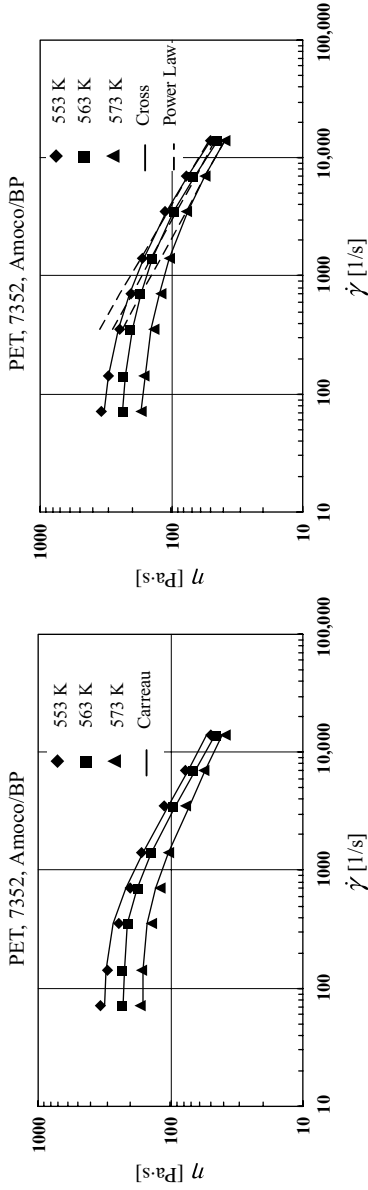 PET, 7352, Amoco/BP
1000
100
10
η [Pa·s]
553 K
563 K
573 K
Carreau
10
100
1000
10,000
100,000
γ̇ [1/s]
PET, 7352, Amoco/BP
1000
100
10
η [Pa·s]
553 K
563 K
573 K
Cross
Power Law
10
100
1000
10,000
100,000
γ̇ [1/s]